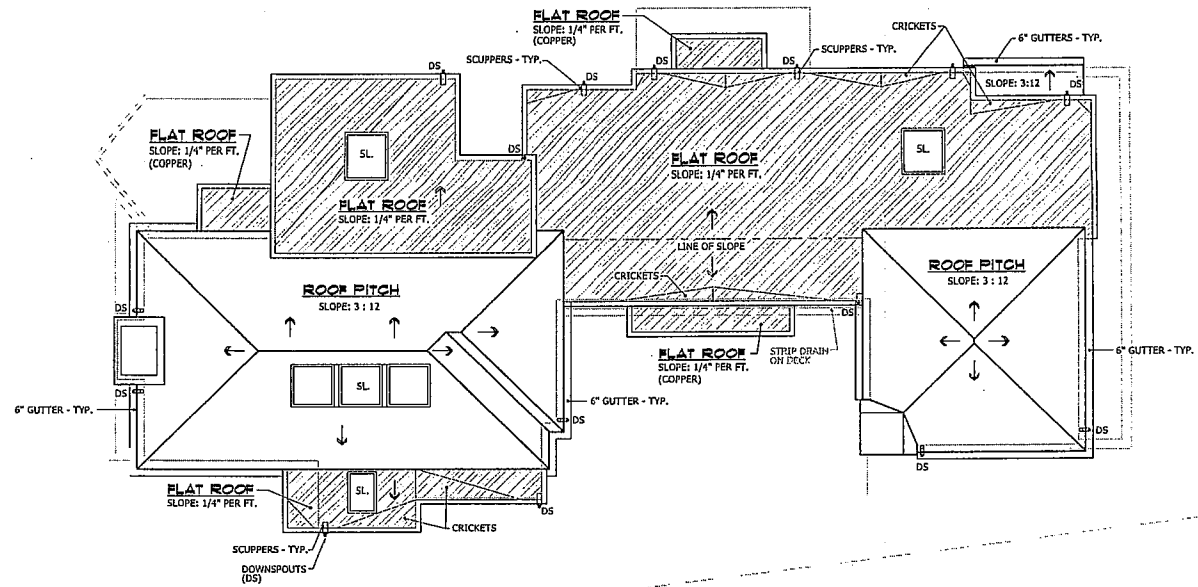 FLAT ROOF
SLOPE: 1/4" PER FT.
(COPPER)
CRICKETS
6" GUTTERS - TYP.
SCUPPERS - TYP.
DS
SCUPPERS - TYP.
DS
DS
DS
DS
SLOPE: 3:12
DS
FLAT ROOF
SLOPE: 1/4" PER FT.
(COPPER)
SL.
SL.
DS
FLAT ROOF
SLOPE: 1/4" PER FT.
FLAT ROOF
SLOPE: 1/4" PER FT.
LINE OF SLOPE
ROOF PITCH
SLOPE: 3 : 12
CRICKETS
ROOF PITCH
SLOPE: 3 : 12
DS
DS
FLAT ROOF
SLOPE: 1/4" PER FT.
(COPPER)
STRIP DRAIN
ON DECK
6" GUTTER - TYP.
SL.
DS
6" GUTTER - TYP.
6" GUTTER - TYP.
DS
DS
DS
FLAT ROOF
SLOPE: 1/4" PER FT.
SL.
DS
CRICKETS
SCUPPERS - TYP.
DOWNSPOUTS
(DS)